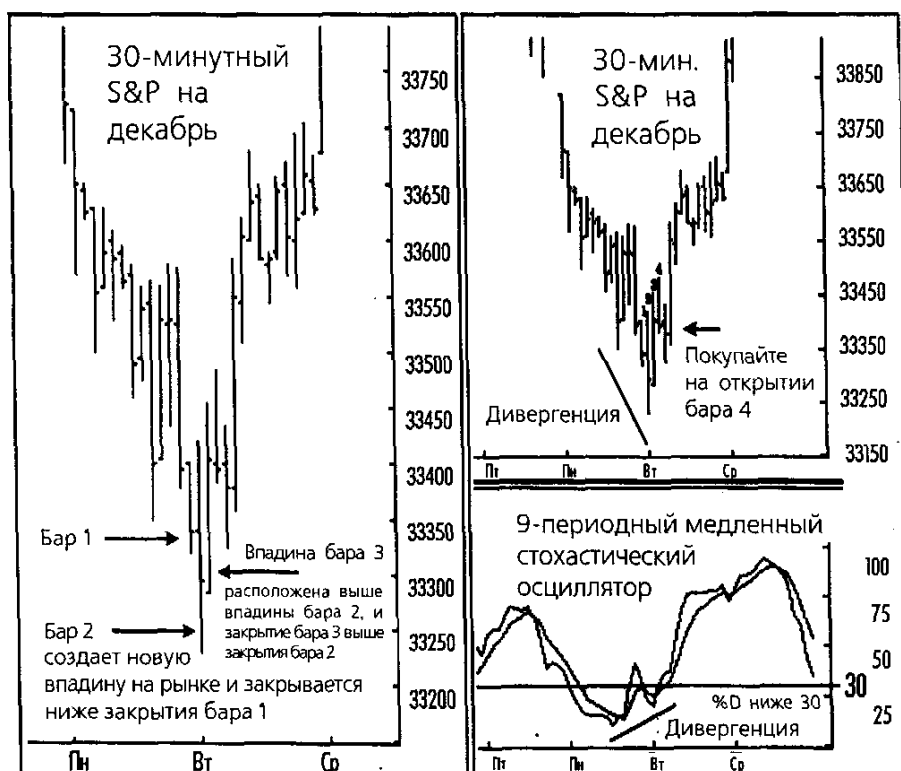 30-минутный
S&P на
декабрь
33750
33700
33650
33600
33550
33500
33450
33400
33350
33300
33250
33200
Бар 1
Впадина бара 3
расположена выше
впадины бара 2, и
закрытие бара 3 выше
закрытия бара 2
Бар 2
создает новую
впадину на рынке и закрывается
ниже закрытия бара 1
Пн
Вт
Ср
30-мин.
S&P на
декабрь
33850
33750
33650
33550
33450
33350
33250
33150
4
Покупайте
на открытии
бара 4
Дивергенция
Пт
Пн
Вт
Ср
9-периодный медленный
стохастический
осциллятор
100
75
50
30
25
%D ниже 30
Дивергенция
Пт
Пн
Вт
Ср